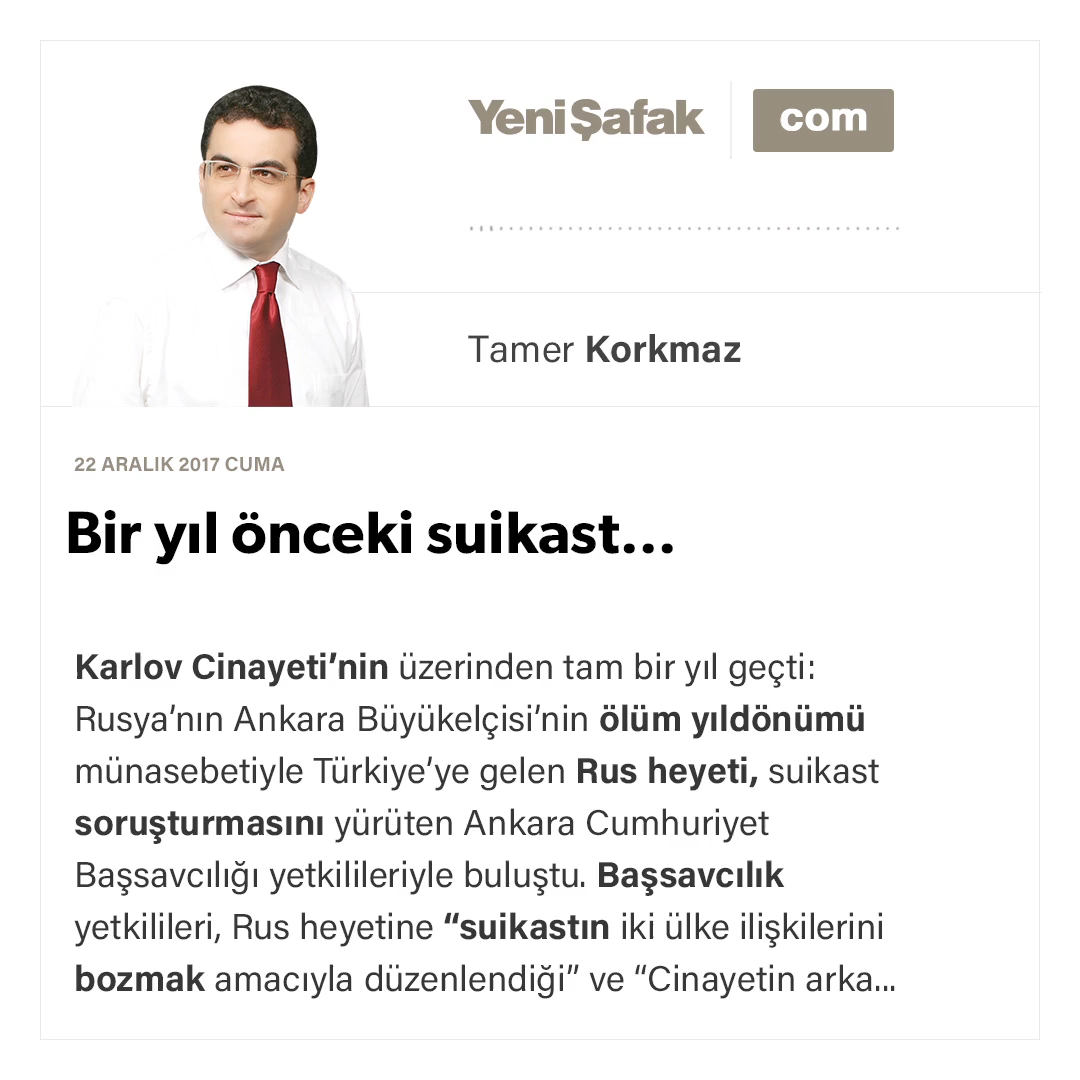 YeniŞafak com
Tamer Korkmaz
22 ARALIK 2017 CUMA
Bir yıl önceki suikast...
Karlov Cinayeti’nin üzerinden tam bir yıl geçti:
Rusya’nın Ankara Büyükelçisi’nin ölüm yıldönümü
münasebetiyle Türkiye’ye gelen Rus heyeti, suikast
soruşturmasını yürüten Ankara Cumhuriyet
Başsavcılığı yetkilileriyle buluştu. Başsavcılık
yetkilileri, Rus heyetine “suikastın iki ülke ilişkilerini
bozmak amacıyla düzenlendiği” ve “Cinayetin arka...